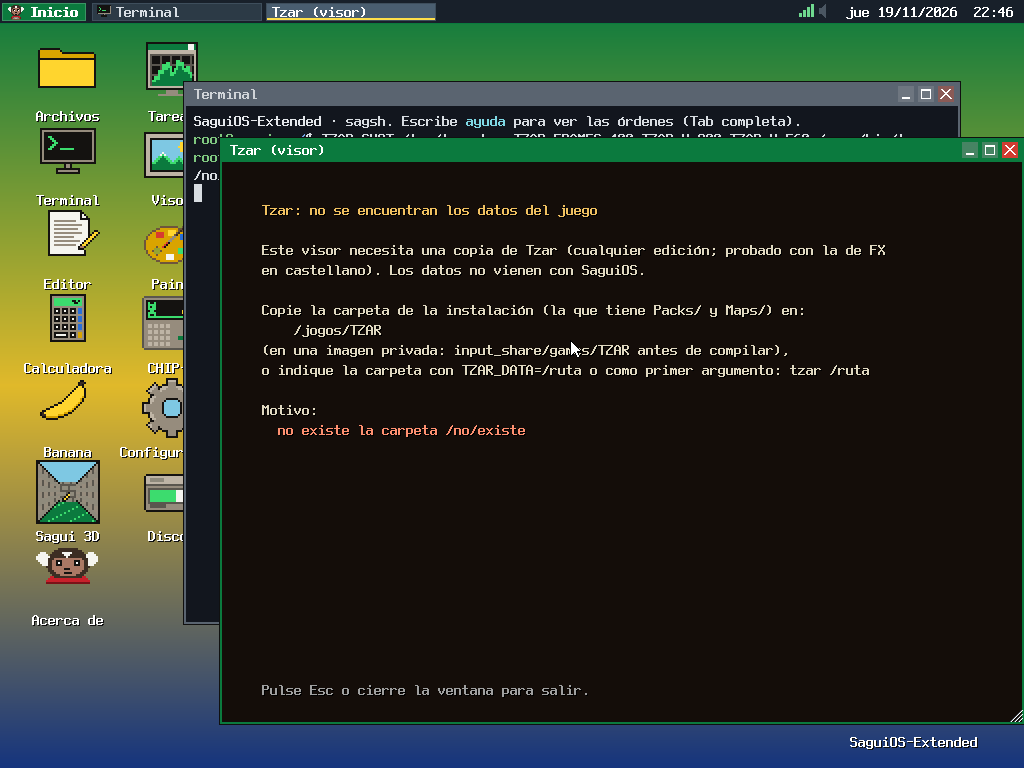 Inicio
Terminal
Tzar (visor)
jue 19/11/2026 22:46
Archivos
Terminal
Editor
Calculadora
Banana
Sagui 3D
Acerca de
Terminal
SaguiOS-Extended · sagsh. Escribe ayuda para ver las órdenes (Tab completa).
/no
Tzar (visor)
Tzar: no se encuentran los datos del juego
Este visor necesita una copia de Tzar (cualquier edición; probado con la de FX
en castellano). Los datos no vienen con SaguiOS.
Copie la carpeta de la instalación (la que tiene Packs/ y Maps/) en:
/jogos/TZAR
(en una imagen privada: input_share/games/TZAR antes de compilar),
o indique la carpeta con TZAR_DATA=/ruta o como primer argumento: tzar /ruta
Motivo:
no existe la carpeta /no/existe
Pulse Esc o cierre la ventana para salir.
SaguiOS-Extended